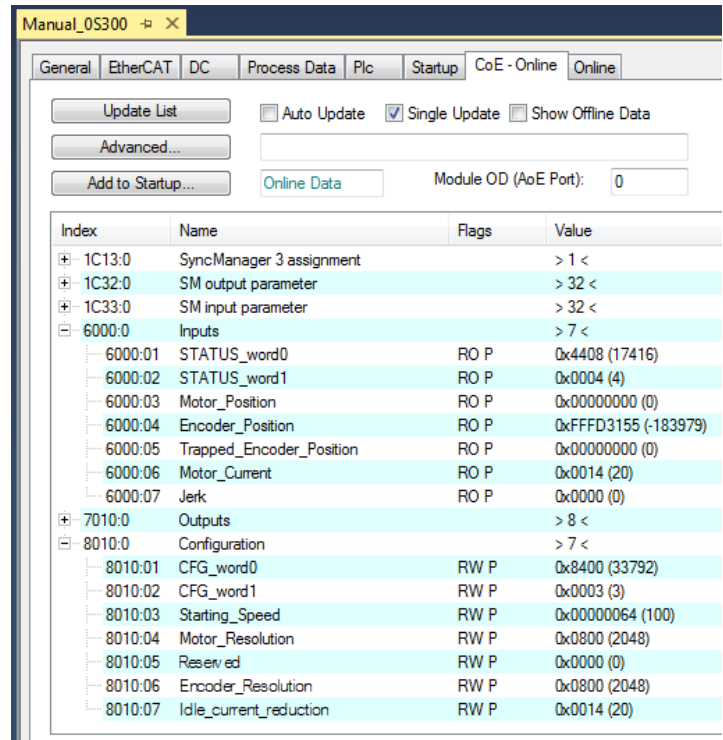 Manual_0S300
General EtherCAT DC Process Data Plc Startup CoE - Online Online
Update List Auto Update Single Update Show Offline Data
Advanced...
Add to Startup... Online Data Module OD (AoE Port): 0
Index Name Flags Value
1C13:0 SyncManager 3 assignment > 1 <
1C32:0 SM output parameter > 32 <
1C33:0 SM input parameter > 32 <
6000:0 Inputs > 7 <
6000:01 STATUS_word0 RO P 0x4408 (17416)
6000:02 STATUS_word1 RO P 0x0004 (4)
6000:03 Motor_Position RO P 0x00000000 (0)
6000:04 Encoder_Position RO P 0xFFFD3155 (-183979)
6000:05 Trapped_Encoder_Position RO P 0x00000000 (0)
6000:06 Motor_Current RO P 0x0014 (20)
6000:07 Jerk RO P 0x0000 (0)
7010:0 Outputs > 8 <
8010:0 Configuration > 7 <
8010:01 CFG_word0 RW P 0x8400 (33792)
8010:02 CFG_word1 RW P 0x0003 (3)
8010:03 Starting_Speed RW P 0x00000064 (100)
8010:04 Motor_Resolution RW P 0x0800 (2048)
8010:05 Reserved RW P 0x0000 (0)
8010:06 Encoder_Resolution RW P 0x0800 (2048)
8010:07 Idle_current_reduction RW P 0x0014 (20)